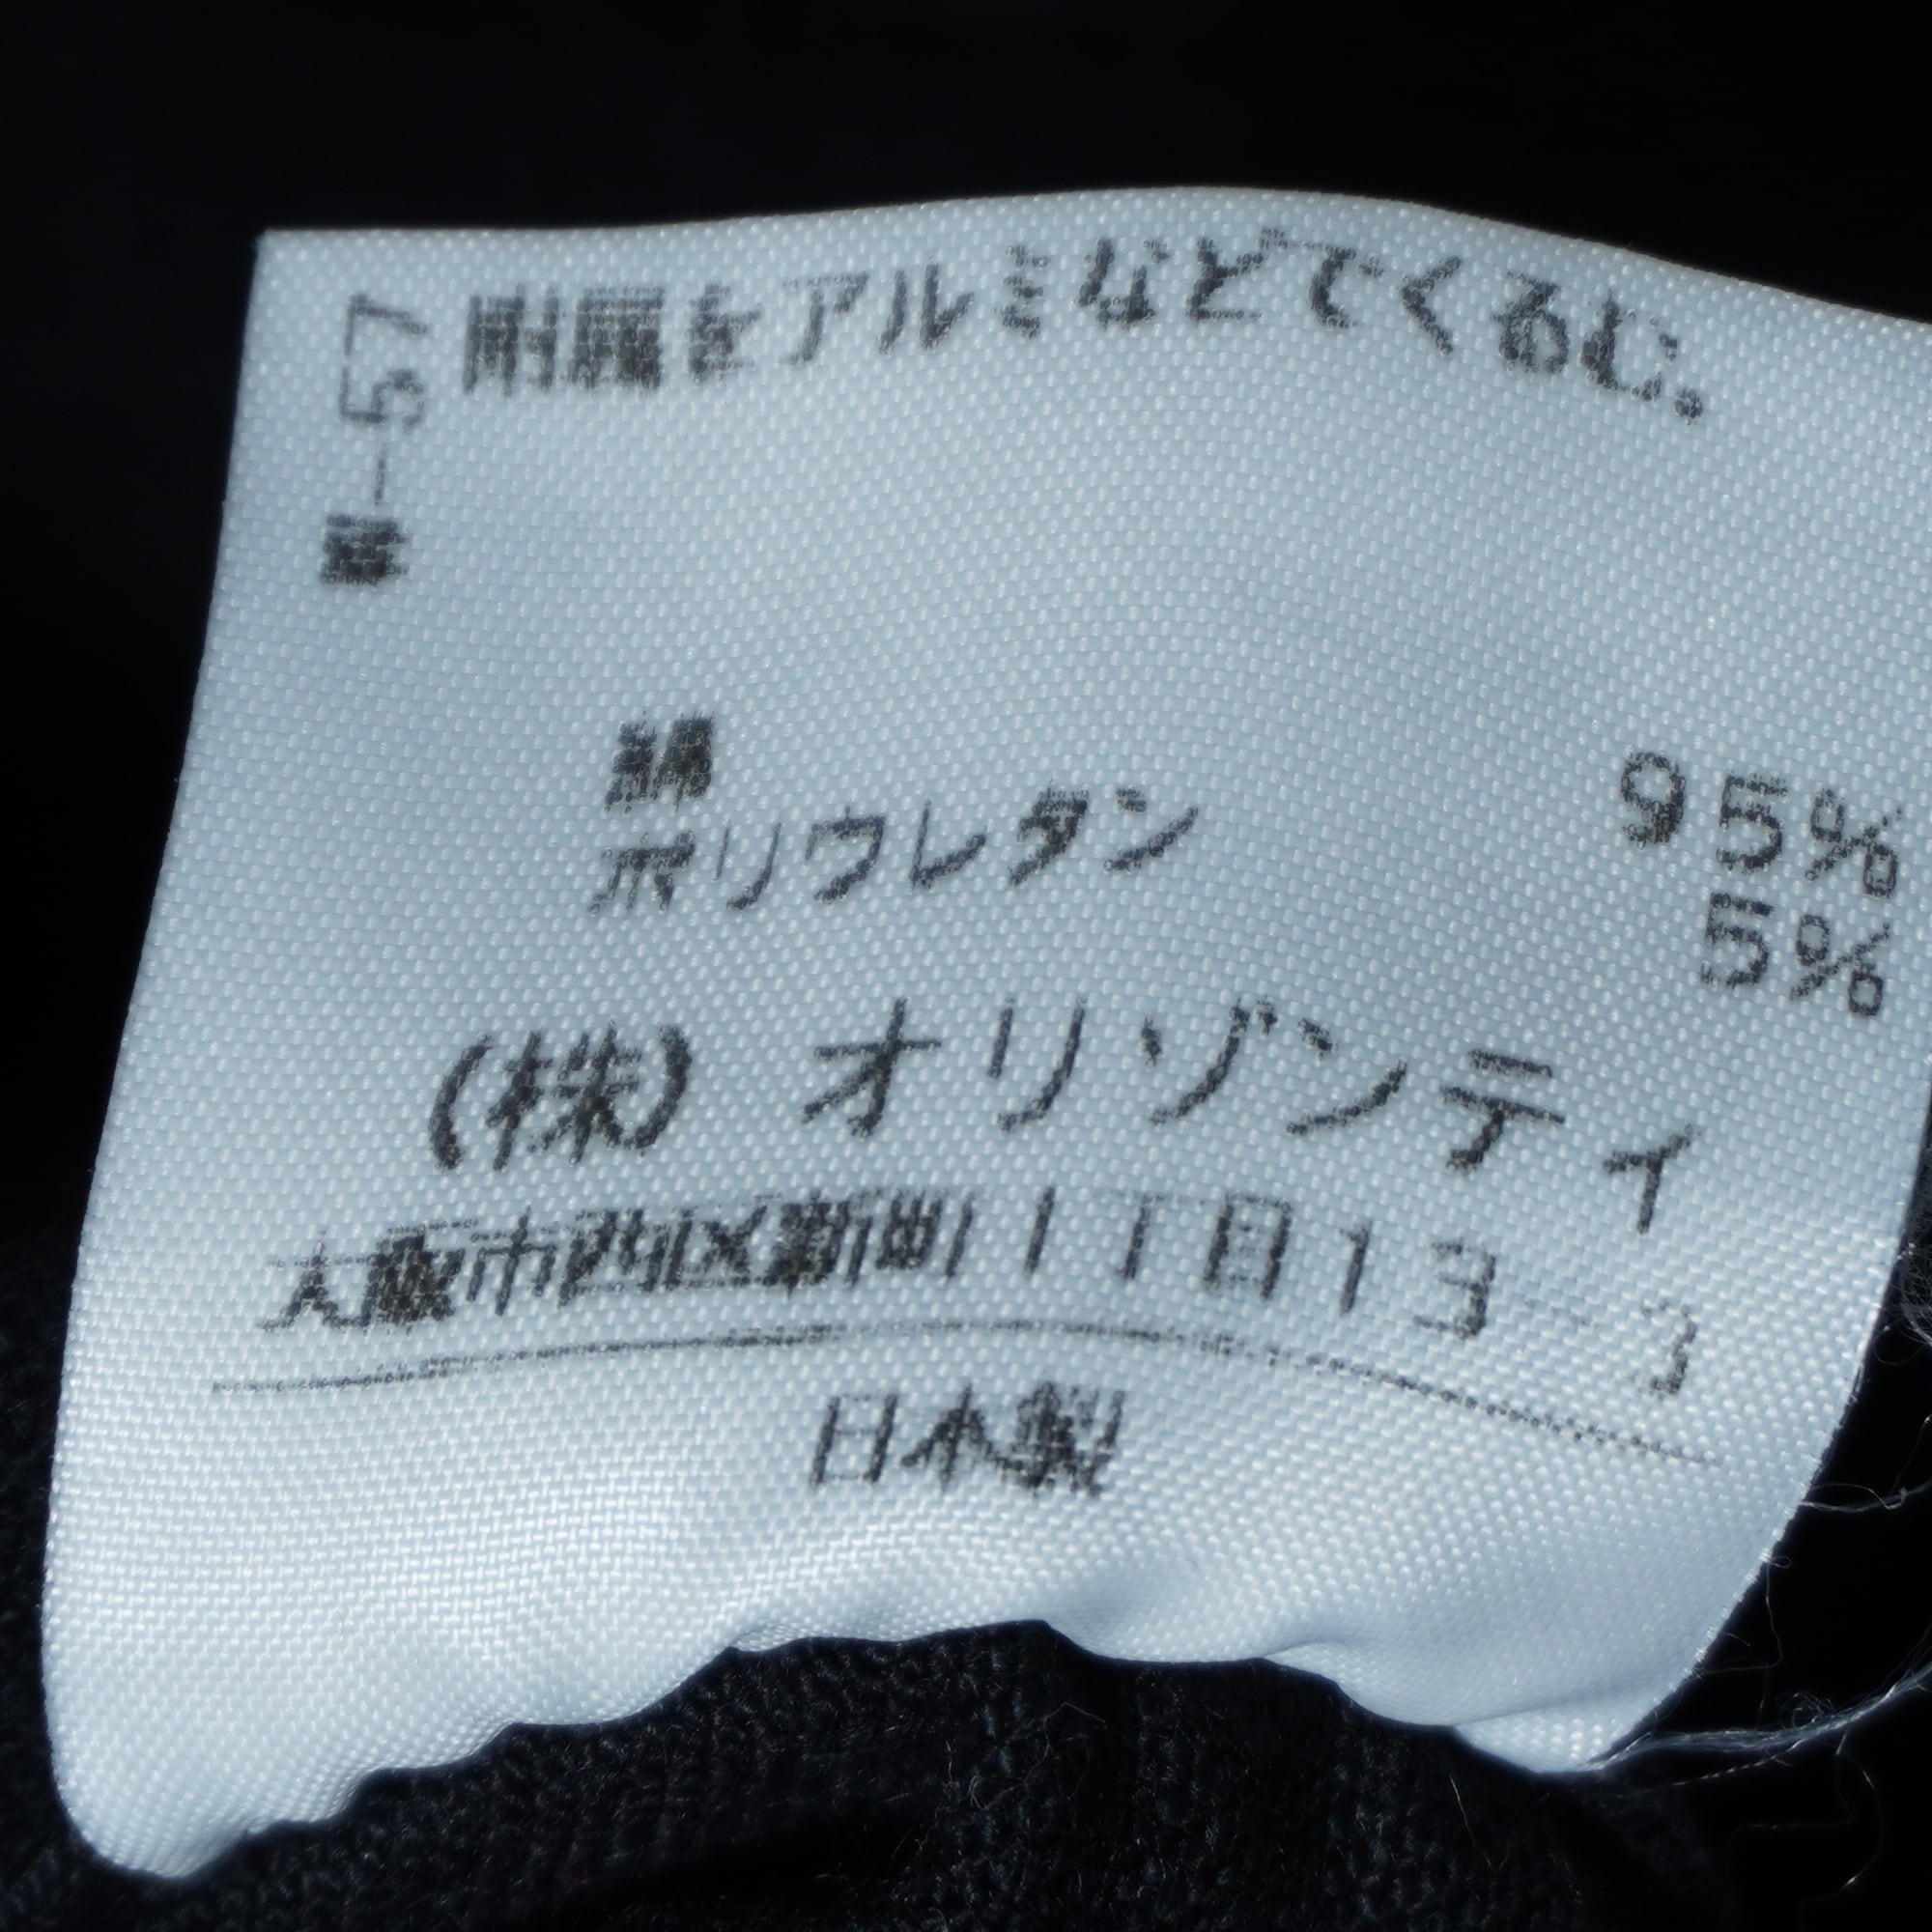 附属をアルミなどでくるむ。
綿 95%
ポリウレタン 5%
(株) オリゾンティ
大阪市西区新町1丁目13-3
日本製